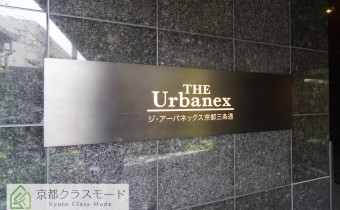 THE
Urbanex
ジ・アーバネックス京都三条通
京都クラスモード
Kyoto Class Mode